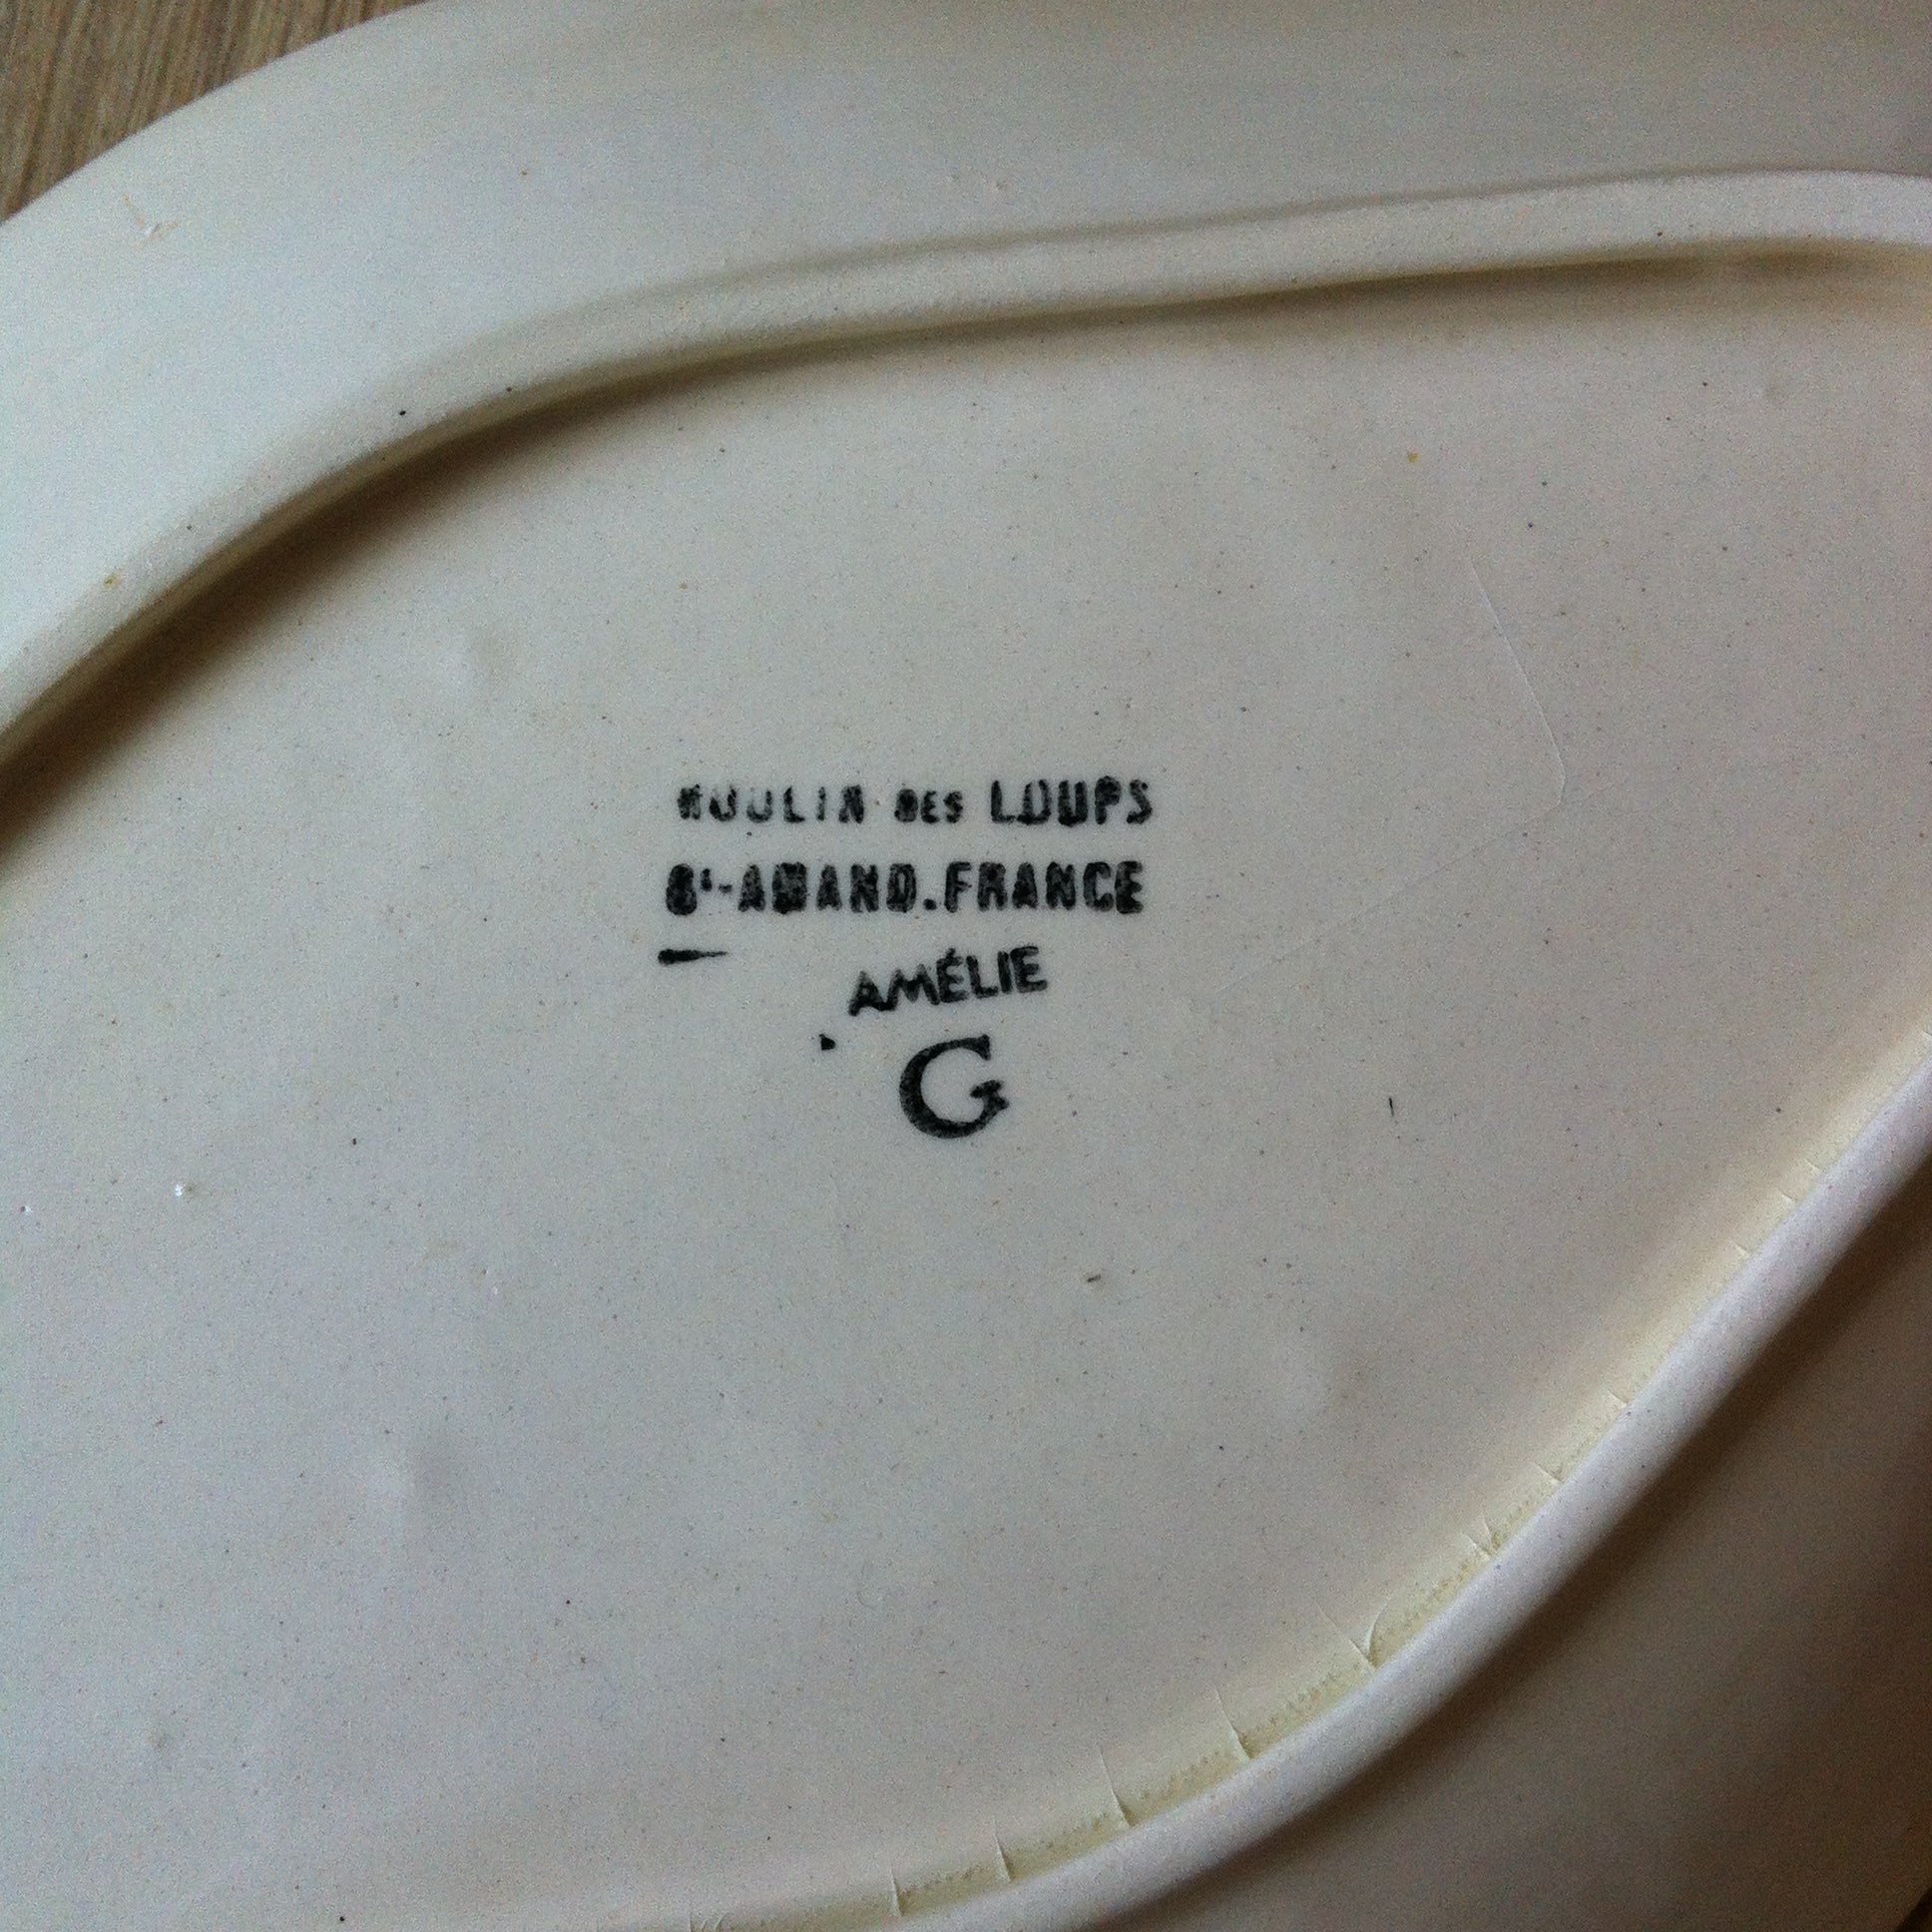 MOULIN DES LOUPS
St-AMAND.FRANCE
AMÉLIE
G